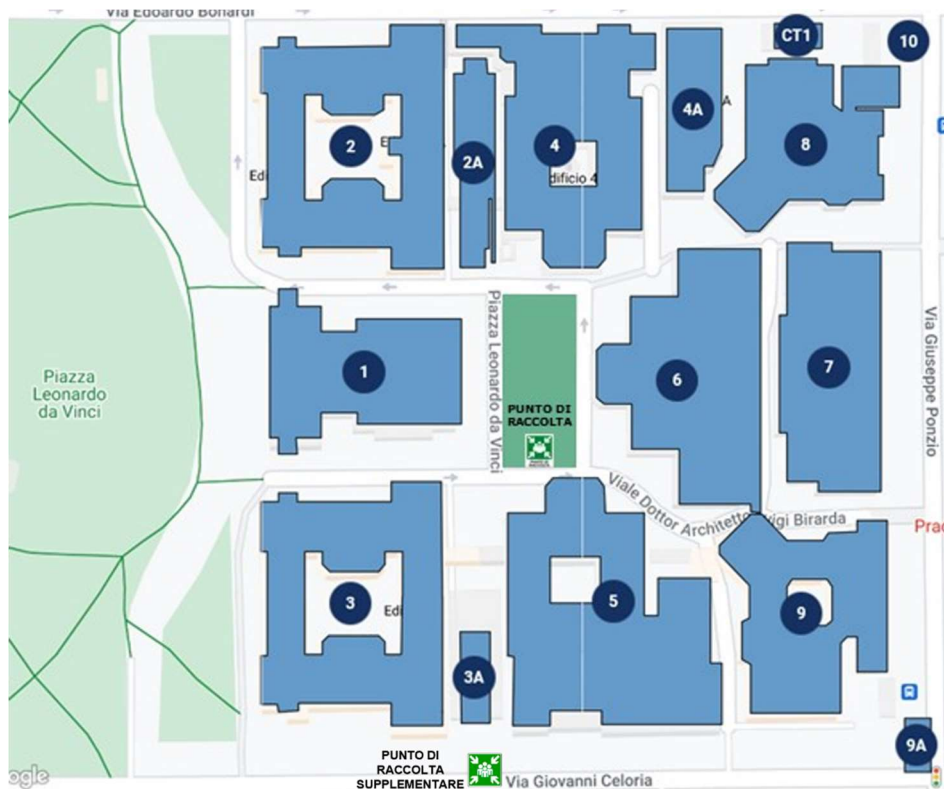 Via Edoardo Bonardi
CT1
10
2
Edi
E
2A
4
dificio 4
4A
A
8
Piazza
Leonardo
da Vinci
1
Piazza Leonardo da Vinci
PUNTO DI
RACCOLTA
6
7
Via Giuseppe Ponzio
Viale Dottor Architetto
igi Birarda
Prac
3
Edi
3A
5
9
9A
PUNTO DI
RACCOLTA
SUPPLEMENTARE
ogle
Via Giovanni Celoria